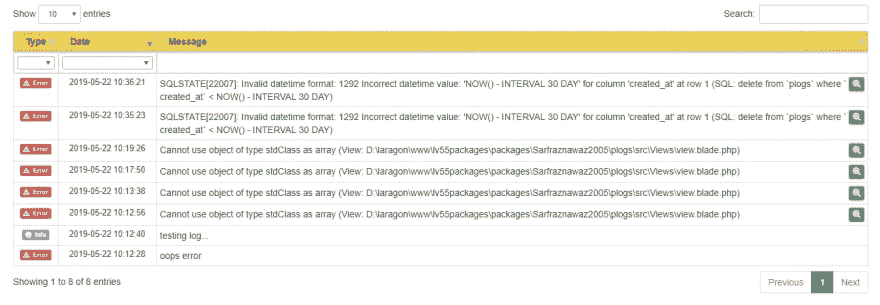 Show 10 entries Search:
Type Date Message
Error 2019-05-22 10:36:21 SQLSTATE[22007]: Invalid datetime format: 1292 Incorrect datetime value: 'NOW() - INTERVAL 30 DAY' for column 'created_at' at row 1 (SQL: delete from `plogs` where `
created_at` < NOW() - INTERVAL 30 DAY)
Error 2019-05-22 10:35:23 SQLSTATE[22007]: Invalid datetime format: 1292 Incorrect datetime value: 'NOW() - INTERVAL 30 DAY' for column 'created_at' at row 1 (SQL: delete from `plogs` where `
created_at` < NOW() - INTERVAL 30 DAY)
Error 2019-05-22 10:19:26 Cannot use object of type stdClass as array (View: D:\laragon\www\lv55packages\packages\Sarfraznawaz2005\plogs\src\Views\view.blade.php)
Error 2019-05-22 10:17:50 Cannot use object of type stdClass as array (View: D:\laragon\www\lv55packages\packages\Sarfraznawaz2005\plogs\src\Views\view.blade.php)
Error 2019-05-22 10:13:38 Cannot use object of type stdClass as array (View: D:\laragon\www\lv55packages\packages\Sarfraznawaz2005\plogs\src\Views\view.blade.php)
Error 2019-05-22 10:12:56 Cannot use object of type stdClass as array (View: D:\laragon\www\lv55packages\packages\Sarfraznawaz2005\plogs\src\Views\view.blade.php)
Info 2019-05-22 10:12:40 testing log...
Error 2019-05-22 10:12:28 oops error
Showing 1 to 8 of 8 entries Previous 1 Next